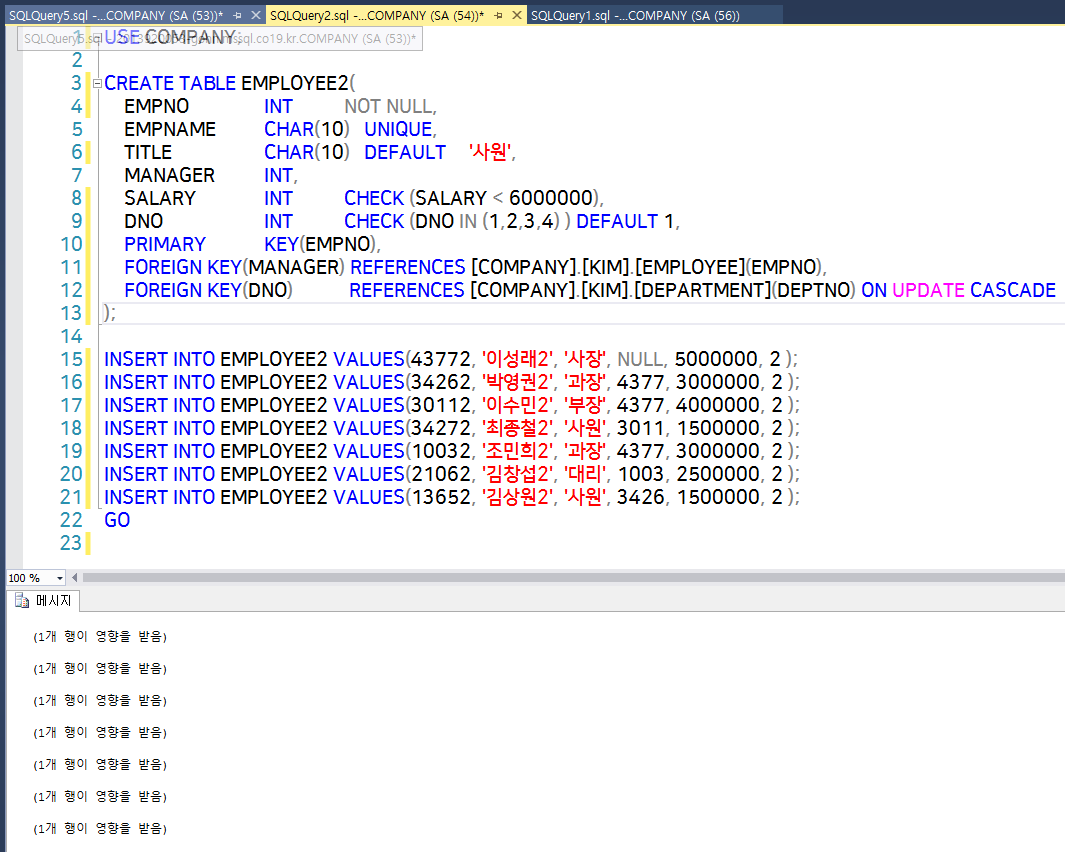 SQLQuery5.sql -...COMPANY (SA (53))* SQLQuery2.sql -...COMPANY (SA (54))* SQLQuery1.sql -...COMPANY (SA (56))
1 USE COMPANY;
2
3 CREATE TABLE EMPLOYEE2(
4 EMPNO INT NOT NULL,
5 EMPNAME CHAR(10) UNIQUE,
6 TITLE CHAR(10) DEFAULT '사원',
7 MANAGER INT,
8 SALARY INT CHECK (SALARY < 6000000),
9 DNO INT CHECK (DNO IN (1,2,3,4) ) DEFAULT 1,
10 PRIMARY KEY(EMPNO),
11 FOREIGN KEY(MANAGER) REFERENCES [COMPANY].[KIM].[EMPLOYEE](EMPNO),
12 FOREIGN KEY(DNO) REFERENCES [COMPANY].[KIM].[DEPARTMENT](DEPTNO) ON UPDATE CASCADE
13 );
14
15 INSERT INTO EMPLOYEE2 VALUES(43772, '이성래2', '사장', NULL, 5000000, 2 );
16 INSERT INTO EMPLOYEE2 VALUES(34262, '박영권2', '과장', 4377, 3000000, 2 );
17 INSERT INTO EMPLOYEE2 VALUES(30112, '이수민2', '부장', 4377, 4000000, 2 );
18 INSERT INTO EMPLOYEE2 VALUES(34272, '최종철2', '사원', 3011, 1500000, 2 );
19 INSERT INTO EMPLOYEE2 VALUES(10032, '조민희2', '과장', 4377, 3000000, 2 );
20 INSERT INTO EMPLOYEE2 VALUES(21062, '김창섭2', '대리', 1003, 2500000, 2 );
21 INSERT INTO EMPLOYEE2 VALUES(13652, '김상원2', '사원', 3426, 1500000, 2 );
22 GO
23
100 %
메시지
(1개 행이 영향을 받음)
(1개 행이 영향을 받음)
(1개 행이 영향을 받음)
(1개 행이 영향을 받음)
(1개 행이 영향을 받음)
(1개 행이 영향을 받음)
(1개 행이 영향을 받음)